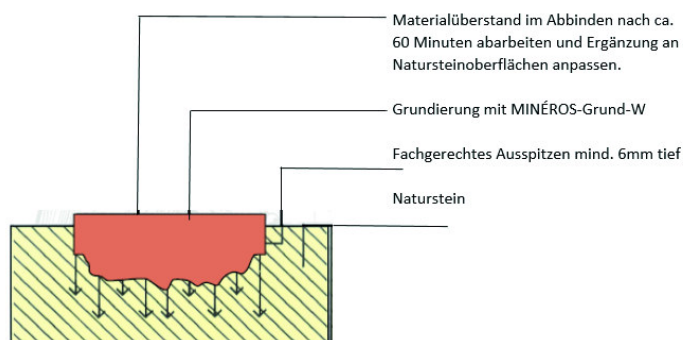 Materialüberstand im Abbinden nach ca.
60 Minuten abarbeiten und Ergänzung an
Natursteinoberflächen anpassen.
Grundierung mit MINÉROS-Grund-W
Fachgerechtes Ausspitzen mind. 6mm tief
Naturstein